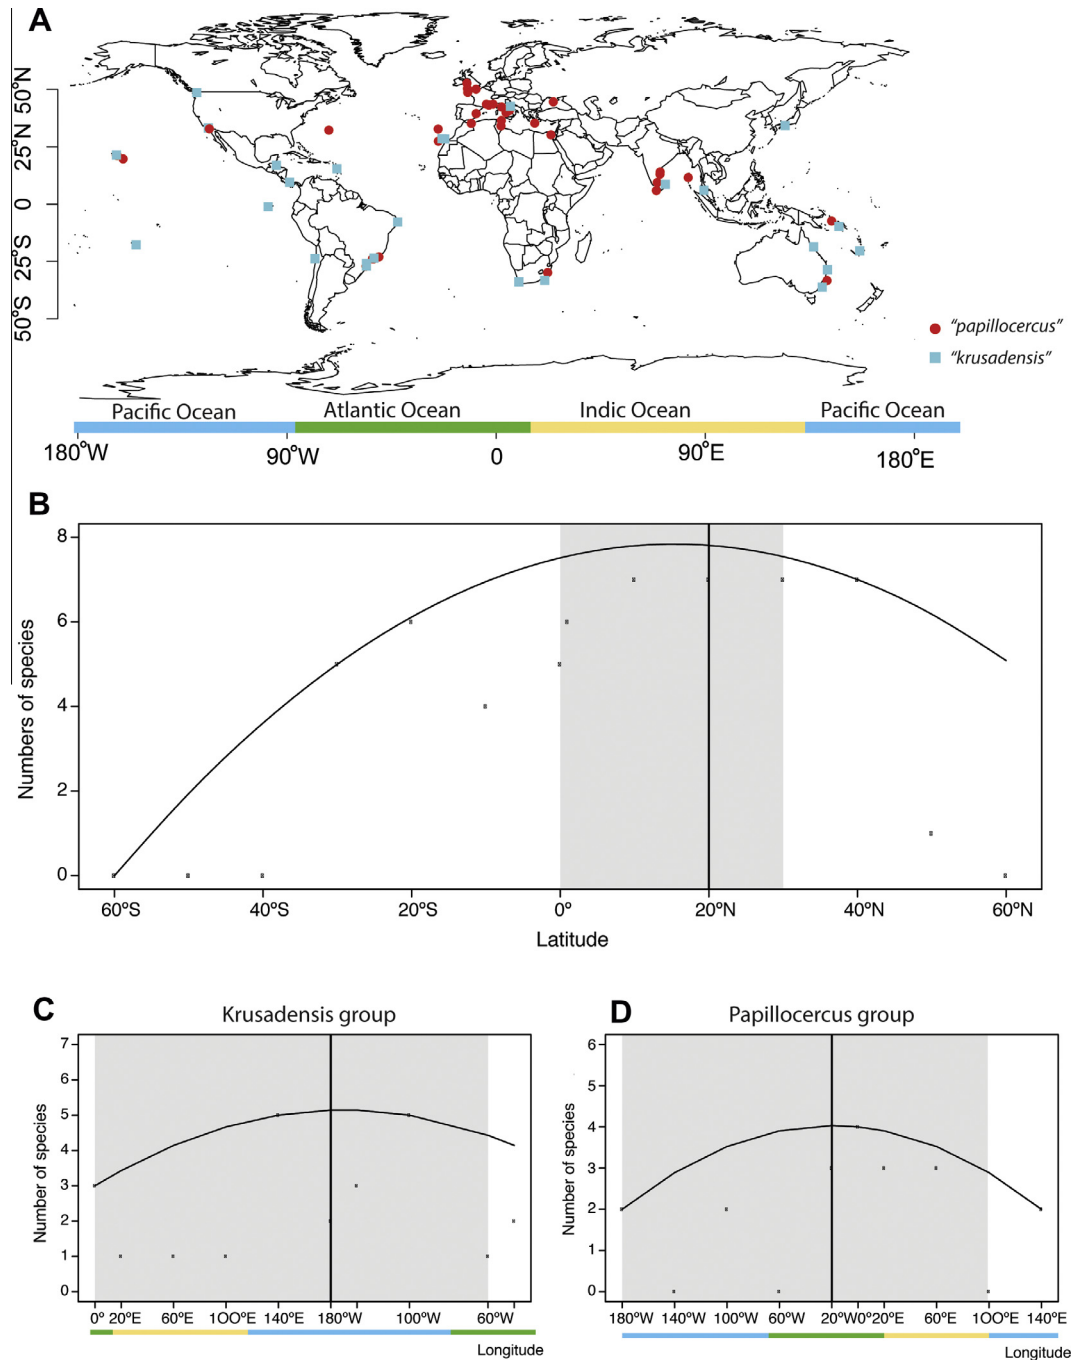 A
50°N
25°N
0
25°S
50°S
"papillocercus"
"krusadensis"
Pacific Ocean
Atlantic Ocean
Indic Ocean
Pacific Ocean
180°W
90°W
0
90°E
180°E
B
Numbers of species
8
6
4
2
0
60°S
40°S
20°S
0°
20°N
40°N
60°N
Latitude
C
Krusadensis group
Number of species
7
6
5
4
3
2
1
0
0°
20°E
60°E
1OO°E
140°E
180°W
100°W
60°W
Longitude
D
Papillocercus group
Number of species
6
5
4
3
2
1
0
180°W
140°W
100°W
60°W
20°W
0°
20°E
60°E
1OO°E
140°E
Longitude